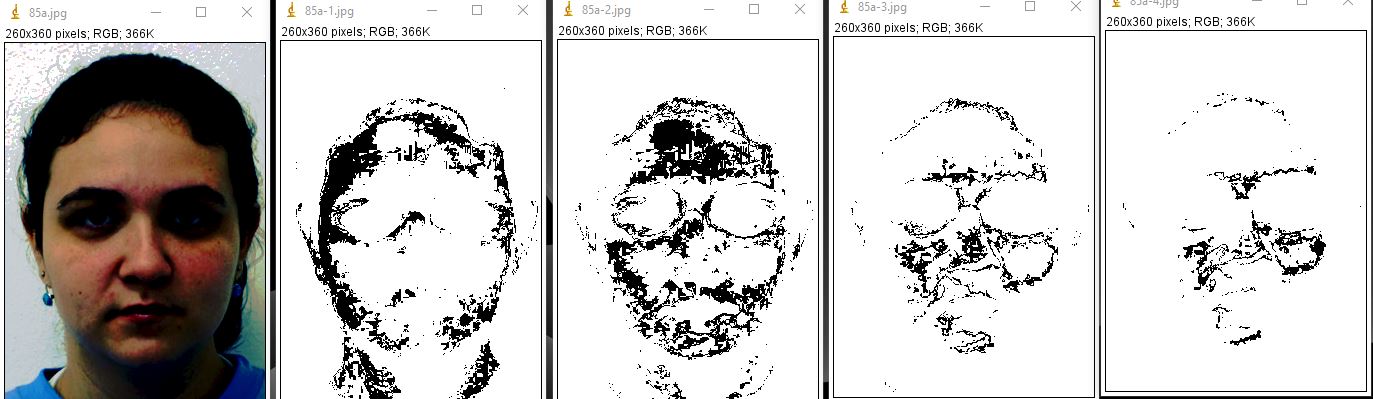 85a.jpg
260x360 pixels; RGB; 366K
85a-1.jpg
260x360 pixels; RGB; 366K
85a-2.jpg
260x360 pixels; RGB; 366K
85a-3.jpg
260x360 pixels; RGB; 366K
85a-4.jpg
260x360 pixels; RGB; 366K